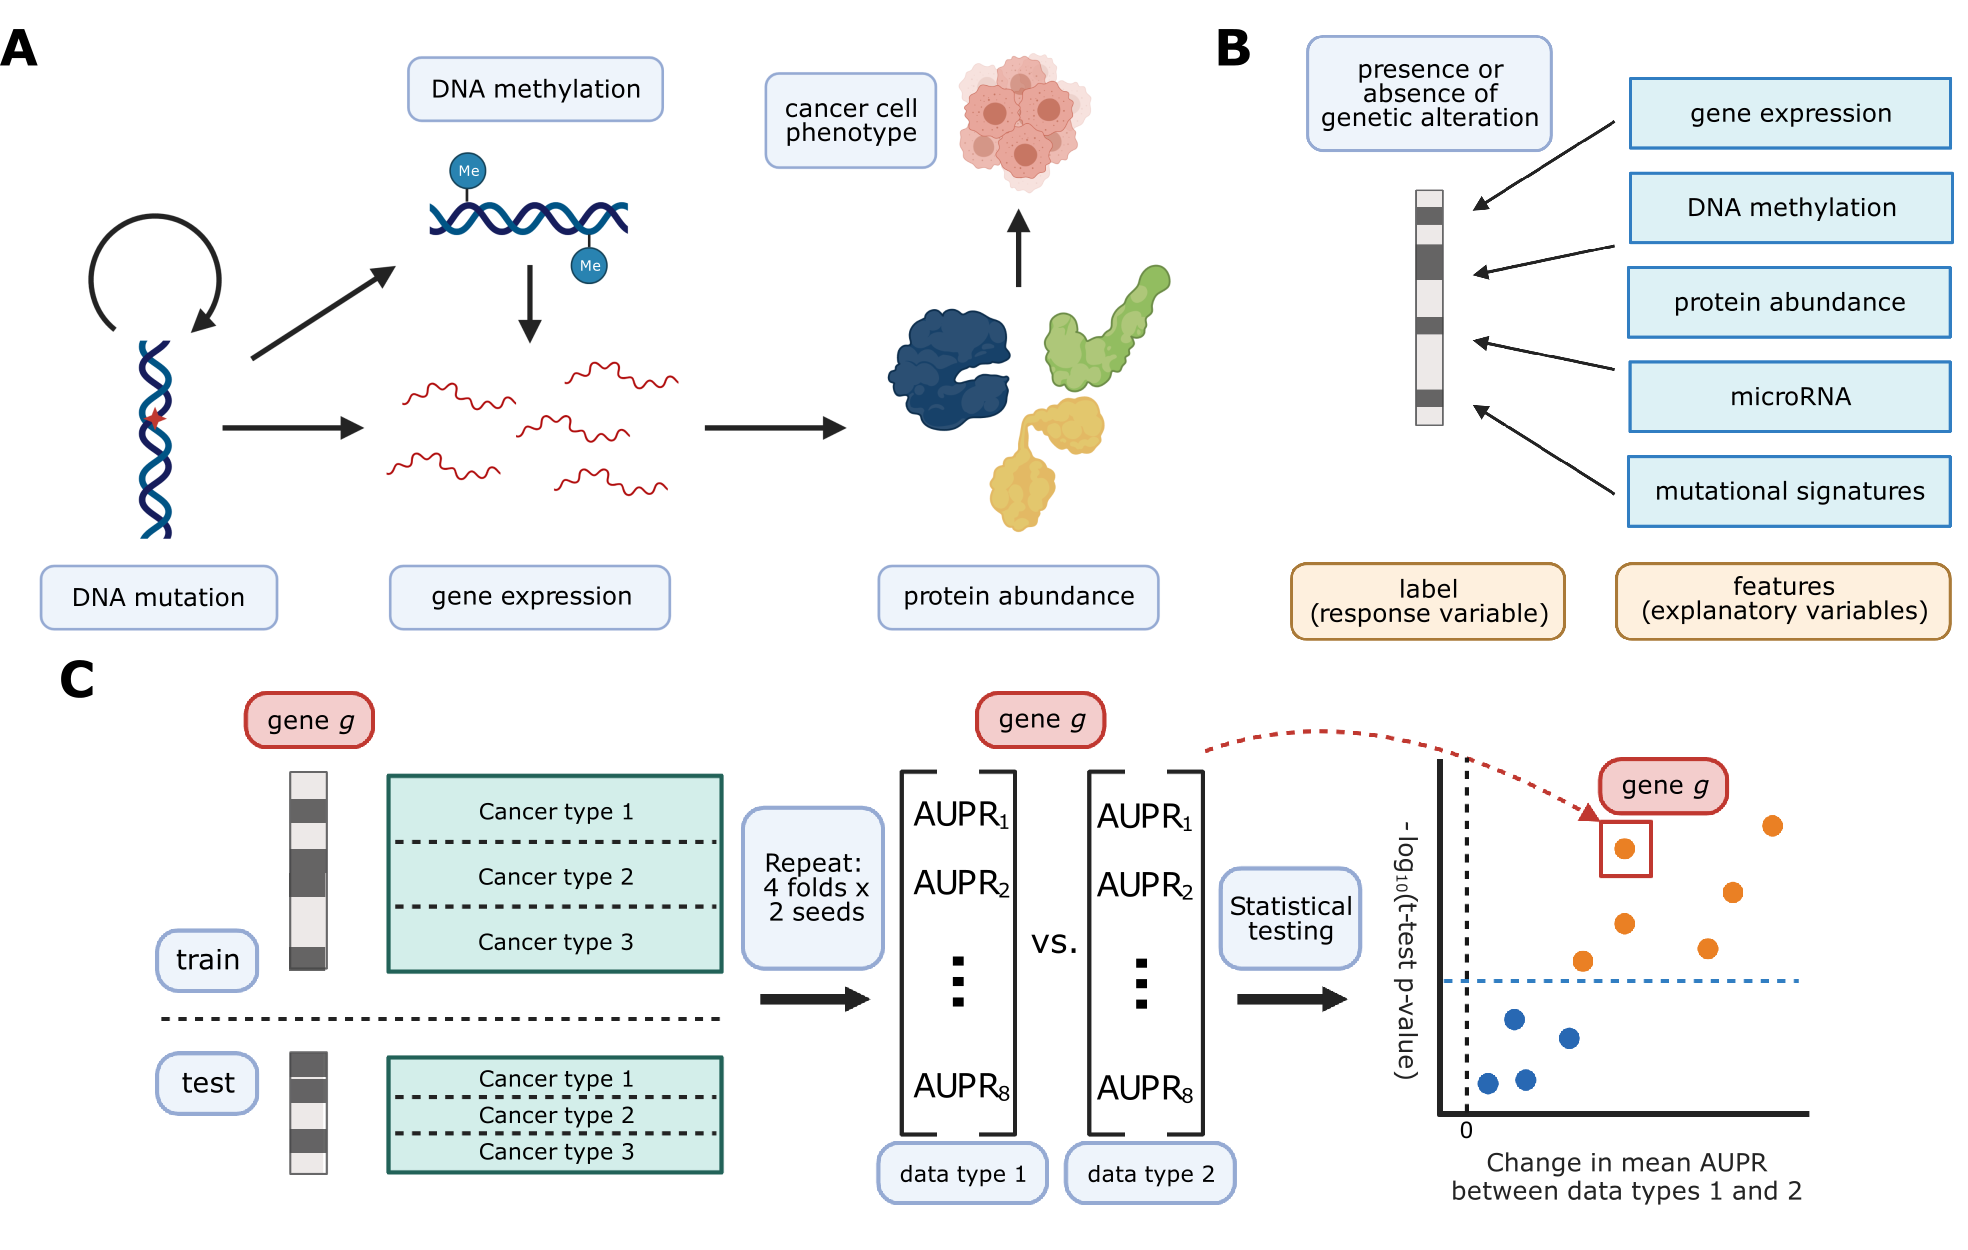 A
DNA methylation
Me
Me
cancer cell
phenotype
DNA mutation
gene expression
protein abundance
B
presence or
absence of
genetic alteration
gene expression
DNA methylation
protein abundance
microRNA
mutational signatures
label
(response variable)
features
(explanatory variables)
C
gene g
train
Cancer type 1
Cancer type 2
Cancer type 3
test
Cancer type 1
Cancer type 2
Cancer type 3
Repeat:
4 folds x
2 seeds
gene g
AUPR₁
AUPR₂
⋮
AUPR₈
data type 1
vs.
AUPR₁
AUPR₂
⋮
AUPR₈
data type 2
Statistical
testing
gene g
- log₁₀(t-test p-value)
0
Change in mean AUPR
between data types 1 and 2